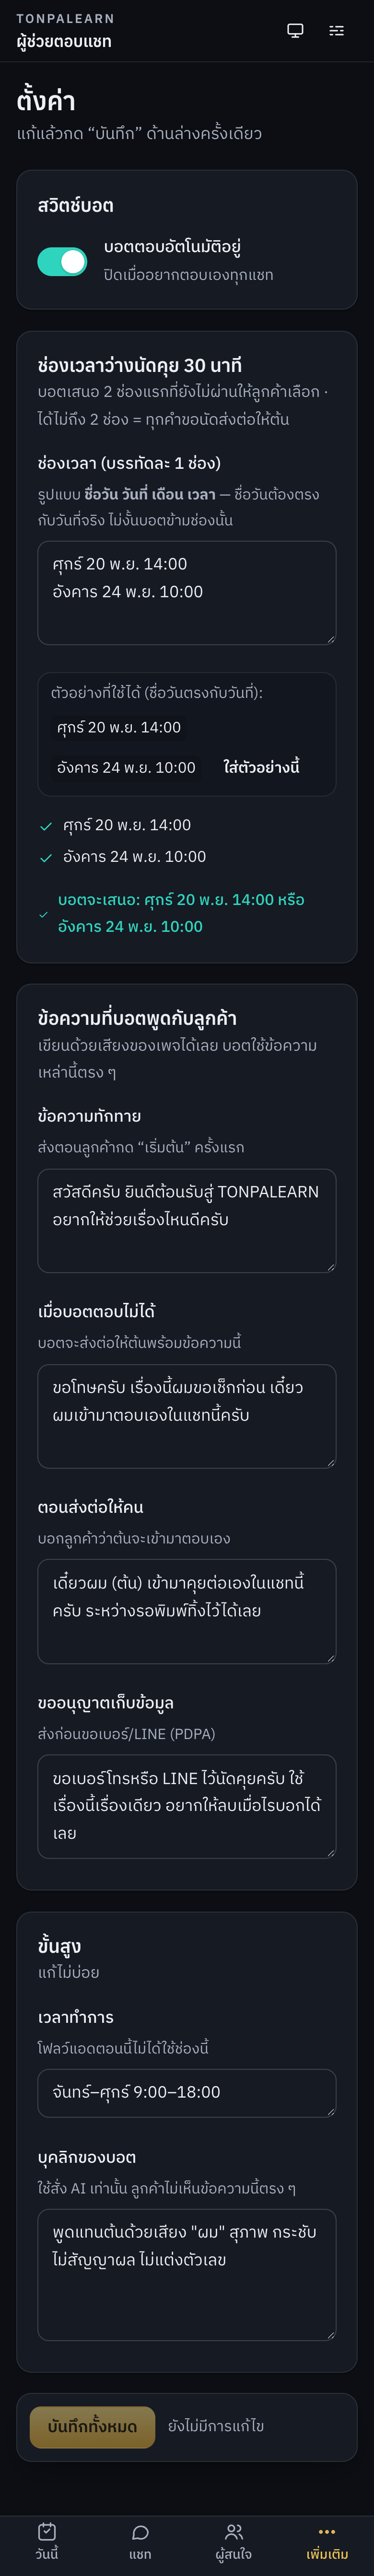 TONPALEARN
ผู้ช่วยตอบแชท
ตั้งค่า
แก้แล้วกด “บันทึก” ด้านล่างครั้งเดียว
สวิตช์บอต
บอตตอบอัตโนมัติอยู่
ปิดเมื่ออยากตอบเองทุกแชท
ช่องเวลาว่างนัดคุย 30 นาที
บอตเสนอ 2 ช่องแรกที่ยังไม่ผ่านให้ลูกค้าเลือก ·
ได้ไม่ถึง 2 ช่อง = ทุกคำขอนัดส่งต่อให้ต้น
ช่องเวลา (บรรทัดละ 1 ช่อง)
รูปแบบ ชื่อวัน วันที่ เดือน เวลา — ชื่อวันต้องตรง
กับวันที่จริง ไม่งั้นบอตข้ามช่องนั้น
ศุกร์ 20 พ.ย. 14:00
อังคาร 24 พ.ย. 10:00
ตัวอย่างที่ใช้ได้ (ชื่อวันตรงกับวันที่):
ศุกร์ 20 พ.ย. 14:00
อังคาร 24 พ.ย. 10:00 ใส่ตัวอย่างนี้
ศุกร์ 20 พ.ย. 14:00
อังคาร 24 พ.ย. 10:00
บอตจะเสนอ: ศุกร์ 20 พ.ย. 14:00 หรือ
อังคาร 24 พ.ย. 10:00
ข้อความที่บอตพูดกับลูกค้า
เขียนด้วยเสียงของเพจได้เลย บอตใช้ข้อความ
เหล่านี้ตรง ๆ
ข้อความทักทาย
ส่งตอนลูกค้ากด “เริ่มต้น” ครั้งแรก
สวัสดีครับ ยินดีต้อนรับสู่ TONPALEARN
อยากให้ช่วยเรื่องไหนดีครับ
เมื่อบอตตอบไม่ได้
บอตจะส่งต่อให้ต้นพร้อมข้อความนี้
ขอโทษครับ เรื่องนี้ผมขอเช็กก่อน เดี๋ยว
ผมเข้ามาตอบเองในแชทนี้ครับ
ตอนส่งต่อให้คน
บอกลูกค้าว่าต้นจะเข้ามาตอบเอง
เดี๋ยวผม (ต้น) เข้ามาคุยต่อเองในแชทนี้
ครับ ระหว่างรอพิมพ์ทิ้งไว้ได้เลย
ขออนุญาตเก็บข้อมูล
ส่งก่อนขอเบอร์/LINE (PDPA)
ขอเบอร์โทรหรือ LINE ไว้นัดคุยครับ ใช้
เรื่องนี้เรื่องเดียว อยากให้ลบเมื่อไรบอกได้
เลย
ขั้นสูง
แก้ไม่บ่อย
เวลาทำการ
โฟลว์แอดตอนนี้ไม่ได้ใช้ช่องนี้
จันทร์–ศุกร์ 9:00–18:00
บุคลิกของบอต
ใช้สั่ง AI เท่านั้น ลูกค้าไม่เห็นข้อความนี้ตรง ๆ
พูดแทนต้นด้วยเสียง "ผม" สุภาพ กระชับ
ไม่สัญญาผล ไม่แต่งตัวเลข
บันทึกทั้งหมด ยังไม่มีการแก้ไข
วันนี้ แชท ผู้สนใจ เพิ่มเติม